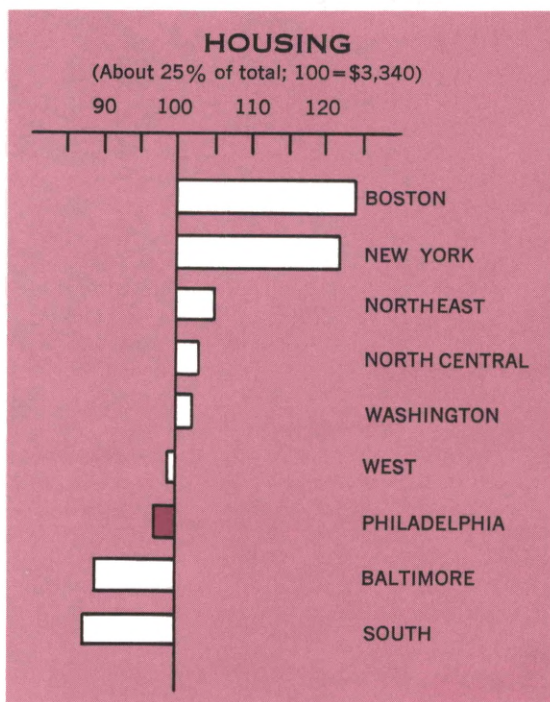 HOUSING
(About 25% of total; 100=$3,340)
90 100 110 120
BOSTON
NEW YORK
NORTHEAST
NORTH CENTRAL
WASHINGTON
WEST
PHILADELPHIA
BALTIMORE
SOUTH